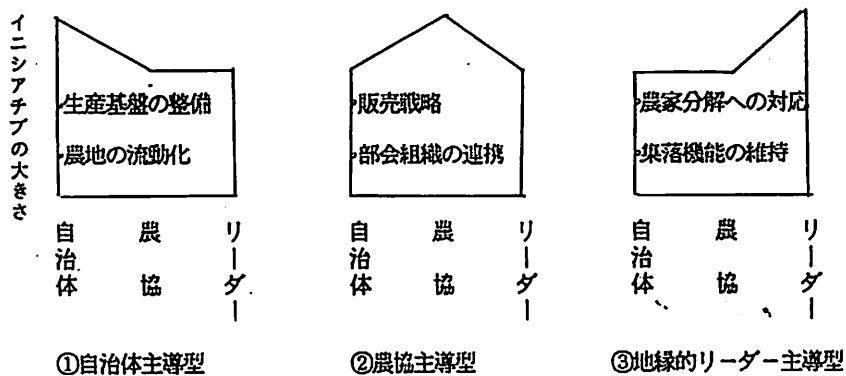 イニシアチブの大きさ
・生産基盤の整備
・農地の流動化
自治体
農協
リーダー
①自治体主導型
・販売戦略
・部会組織の連携
自治体
農協
リーダー
②農協主導型
・農家分解への対応
・集落機能の維持
自治体
農協
リーダー
③地縁的リーダー主導型